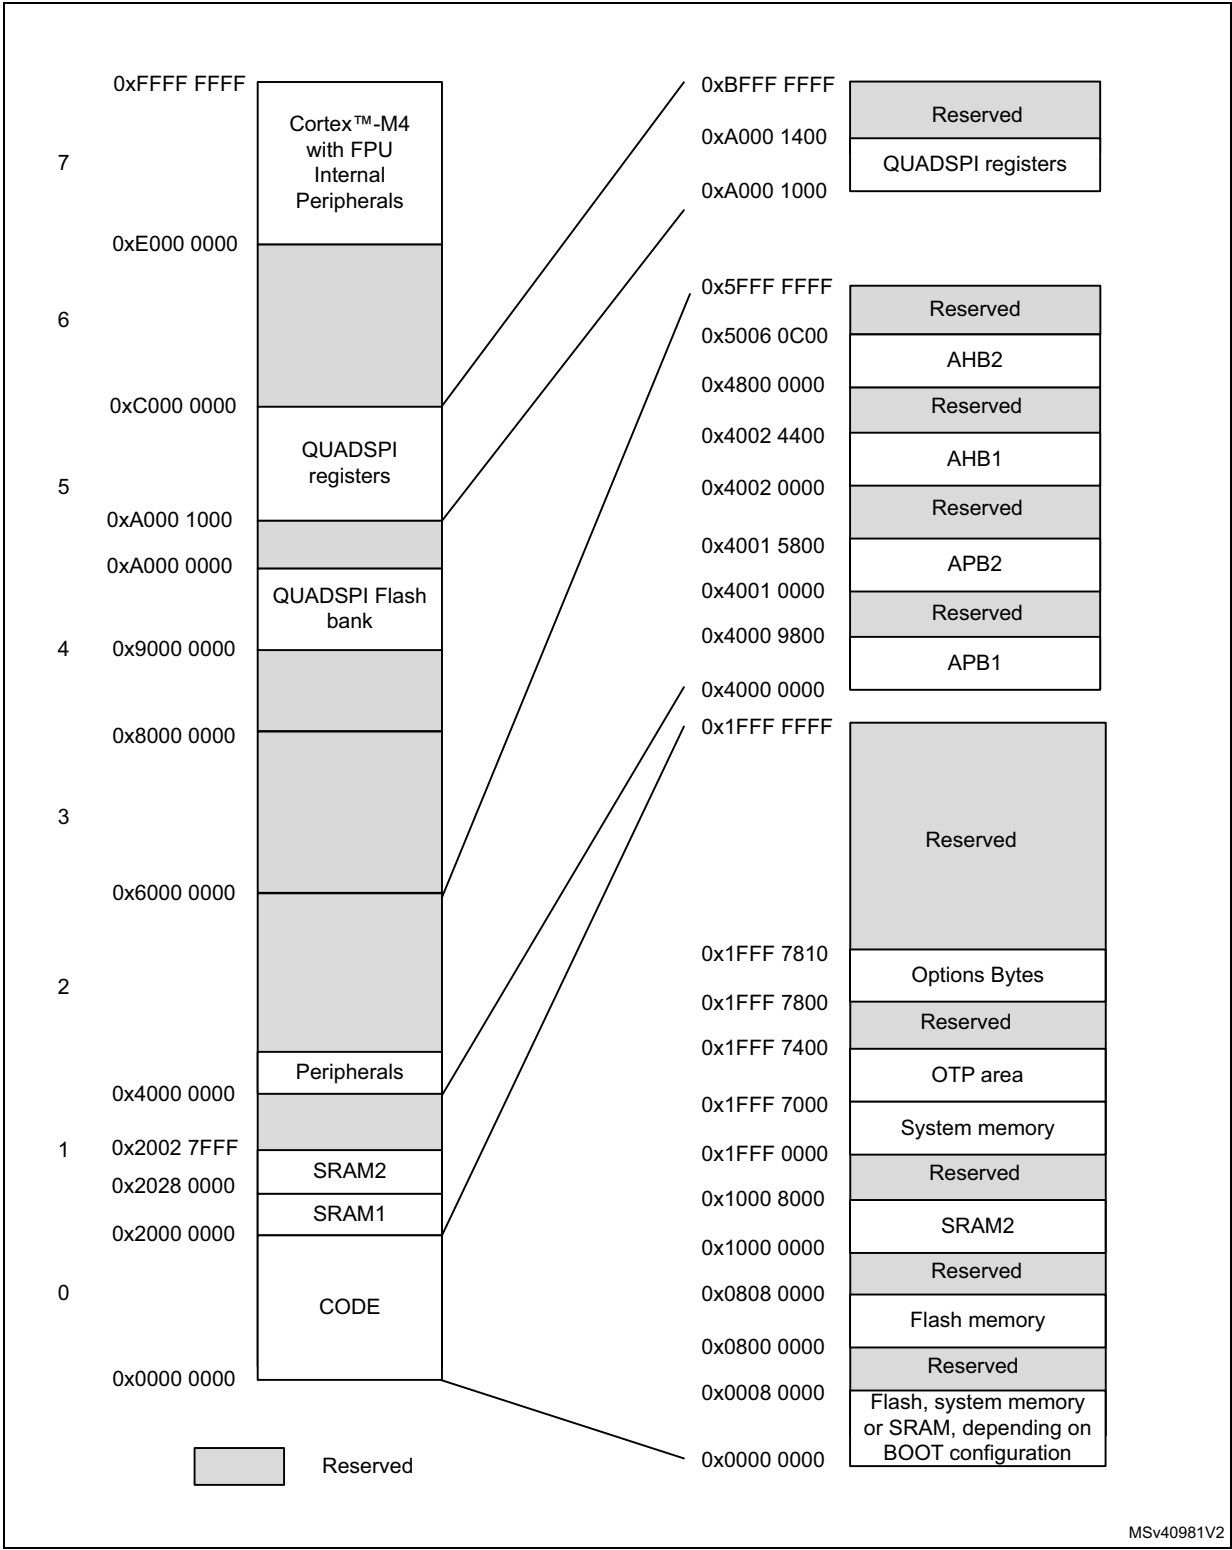 0xFFFF FFFF
Cortex™-M4
with FPU
Internal
Peripherals
7
0xE000 0000
6
0xC000 0000
QUADSPI
registers
5
0xA000 1000
0xA000 0000
QUADSPI Flash
bank
4
0x9000 0000
0x8000 0000
3
0x6000 0000
2
Peripherals
0x4000 0000
1
0x2002 7FFF
SRAM2
0x2028 0000
SRAM1
0x2000 0000
0
CODE
0x0000 0000
Reserved
0xBFFF FFFF
Reserved
0xA000 1400
QUADSPI registers
0xA000 1000
0x5FFF FFFF
Reserved
0x5006 0C00
AHB2
0x4800 0000
Reserved
0x4002 4400
AHB1
0x4002 0000
Reserved
0x4001 5800
APB2
0x4001 0000
Reserved
0x4000 9800
APB1
0x4000 0000
0x1FFF FFFF
Reserved
0x1FFF 7810
Options Bytes
0x1FFF 7800
Reserved
0x1FFF 7400
OTP area
0x1FFF 7000
System memory
0x1FFF 0000
Reserved
0x1000 8000
SRAM2
0x1000 0000
Reserved
0x0808 0000
Flash memory
0x0800 0000
Reserved
0x0008 0000
Flash, system memory
or SRAM, depending on
BOOT configuration
0x0000 0000
MSv40981V2